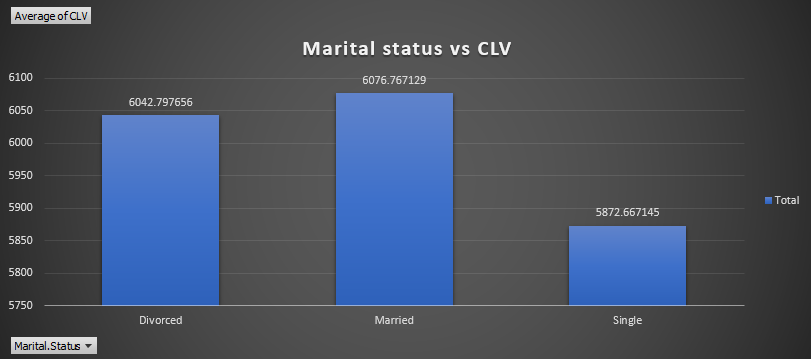 Average of CLV
Marital status vs CLV
6100
6050
6000
5950
5900
5850
5800
5750
6042.797656
6076.767129
5872.667145
Divorced
Married
Single
Total
Marital.Status